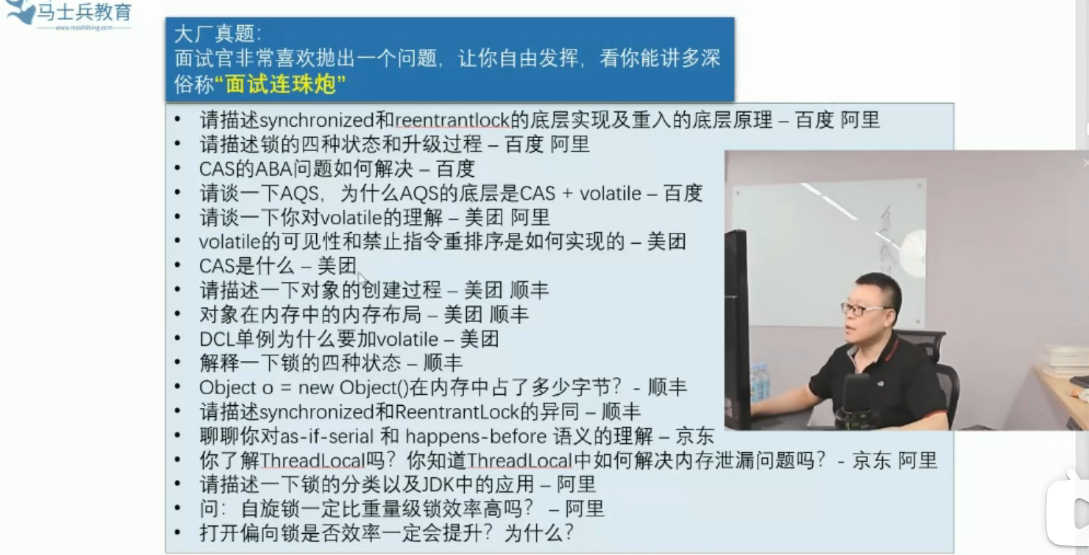 马士兵教育
www.mashibing.com
大厂真题：
面试官非常喜欢抛出一个问题，让你自由发挥，看你能讲多深
俗称“面试连珠炮”
• 请描述synchronized和reentrantlock的底层实现及重入的底层原理 – 百度 阿里
• 请描述锁的四种状态和升级过程 – 百度 阿里
• CAS的ABA问题如何解决 – 百度
• 请谈一下AQS，为什么AQS的底层是CAS + volatile – 百度
• 请谈一下你对volatile的理解 – 美团 阿里
• volatile的可见性和禁止指令重排序是如何实现的 – 美团
• CAS是什么 – 美团
• 请描述一下对象的创建过程 – 美团 顺丰
• 对象在内存中的内存布局 – 美团 顺丰
• DCL单例为什么要加volatile – 美团
• 解释一下锁的四种状态 – 顺丰
• Object o = new Object()在内存中占了多少字节？ - 顺丰
• 请描述synchronized和ReentrantLock的异同 – 顺丰
• 聊聊你对as-if-serial 和 happens-before 语义的理解 – 京东
• 你了解ThreadLocal吗？你知道ThreadLocal中如何解决内存泄漏问题吗？ - 京东 阿里
• 请描述一下锁的分类以及JDK中的应用 – 阿里
• 问：自旋锁一定比重量级锁效率高吗？ – 阿里
• 打开偏向锁是否效率一定会提升？为什么？